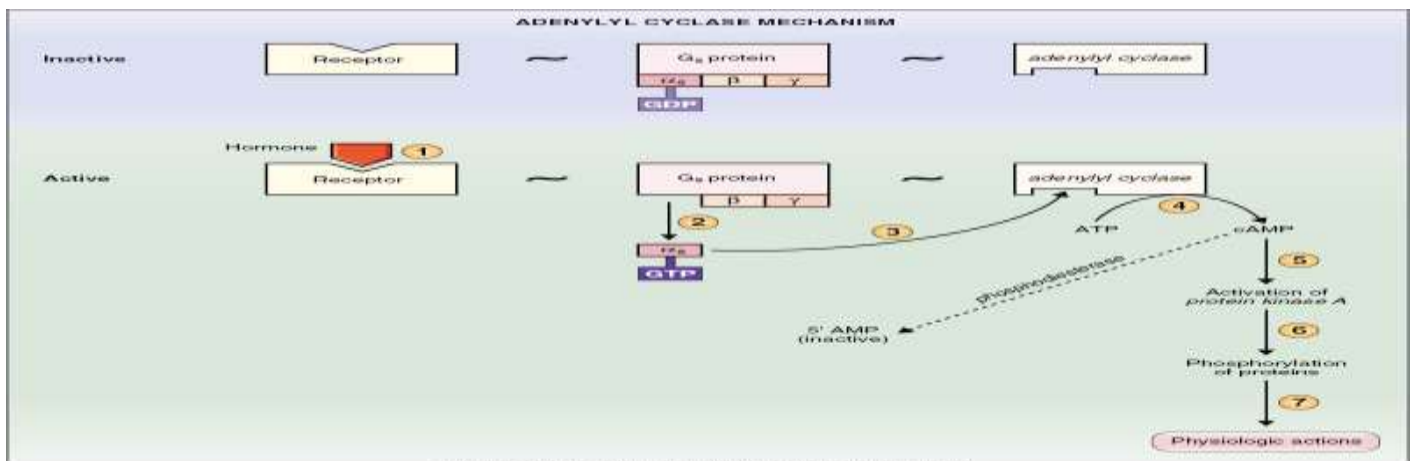 ADENYLYL CYCLASE MECHANISM
Inactive
Receptor
~
Gs protein
~
adenylyl cyclase
αs
β
γ
GDP
Hormone
1
Active
Receptor
~
Gs protein
~
adenylyl cyclase
β
γ
2
3
4
ATP
cAMP
αs
GTP
phosphodiesterase
5
Activation of
protein kinase A
5' AMP
(inactive)
6
Phosphorylation
of proteins
7
Physiologic actions